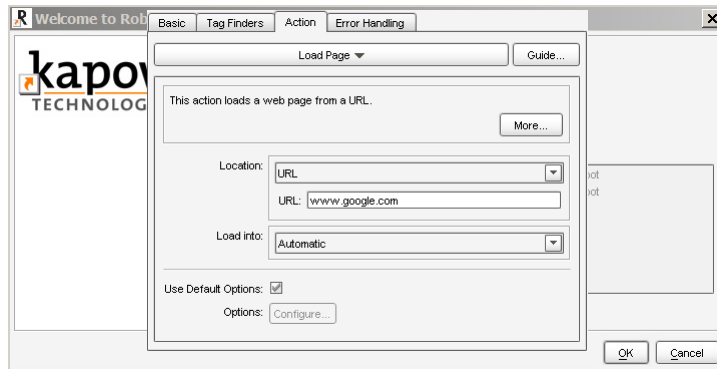 Welcome to Rob
Basic
Tag Finders
Action
Error Handling
Load Page
Guide...
kapow
TECHNOLOG
This action loads a web page from a URL.
More...
Location:
URL
URL: www.google.com
Load into:
Automatic
Use Default Options:
Options:
Configure...
OK
Cancel